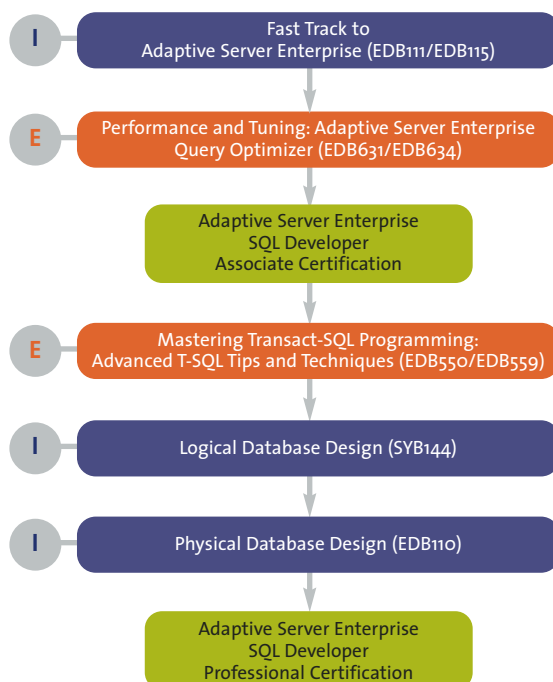 I
Fast Track to
Adaptive Server Enterprise (EDB111/EDB115)
E
Performance and Tuning: Adaptive Server Enterprise
Query Optimizer (EDB631/EDB634)
Adaptive Server Enterprise
SQL Developer
Associate Certification
E
Mastering Transact-SQL Programming:
Advanced T-SQL Tips and Techniques (EDB550/EDB559)
I
Logical Database Design (SYB144)
I
Physical Database Design (EDB110)
Adaptive Server Enterprise
SQL Developer
Professional Certification